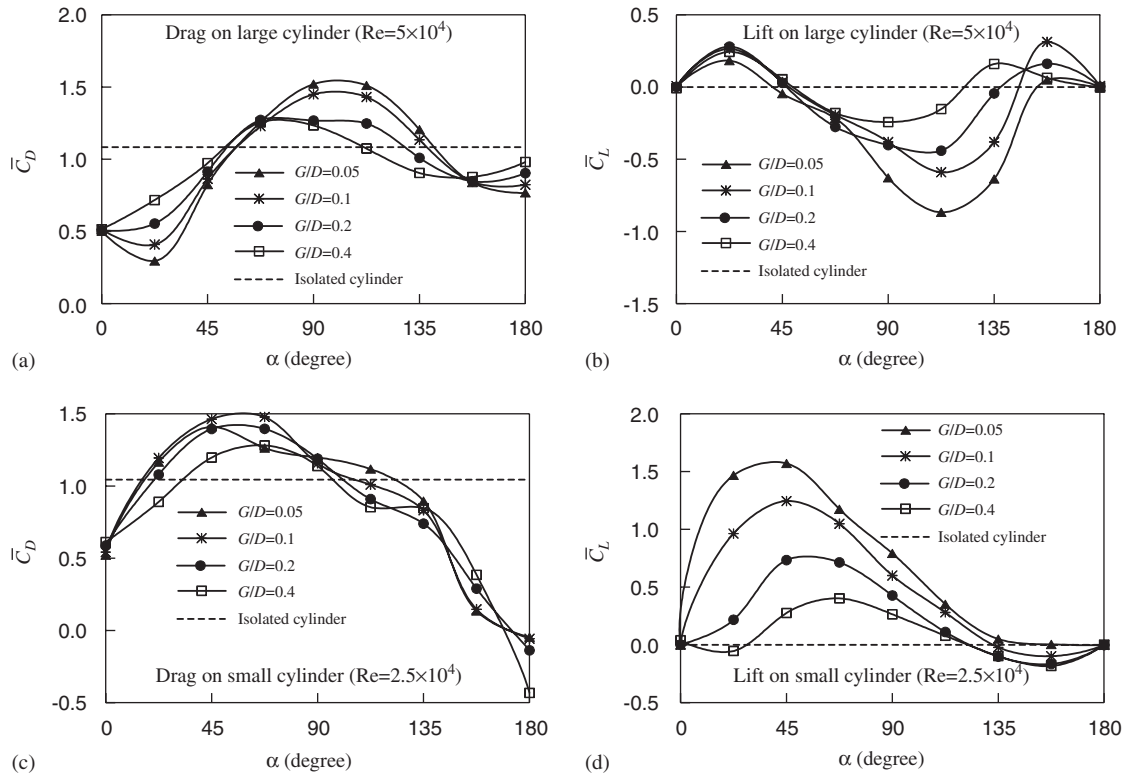 2.0
1.5
1.0
0.5
0.0
C̅D
Drag on large cylinder (Re=5×10⁴)
G/D=0.05
G/D=0.1
G/D=0.2
G/D=0.4
Isolated cylinder
0 45 90 135 180
α (degree)
(a)
0.5
0.0
-0.5
-1.0
-1.5
C̅L
Lift on large cylinder (Re=5×10⁴)
G/D=0.05
G/D=0.1
G/D=0.2
G/D=0.4
Isolated cylinder
0 45 90 135 180
α (degree)
(b)
1.5
1.0
0.5
0.0
-0.5
C̅D
G/D=0.05
G/D=0.1
G/D=0.2
G/D=0.4
Isolated cylinder
Drag on small cylinder (Re=2.5×10⁴)
0 45 90 135 180
α (degree)
(c)
2.0
1.5
1.0
0.5
0.0
-0.5
C̅L
G/D=0.05
G/D=0.1
G/D=0.2
G/D=0.4
Isolated cylinder
Lift on small cylinder (Re=2.5×10⁴)
0 45 90 135 180
α (degree)
(d)